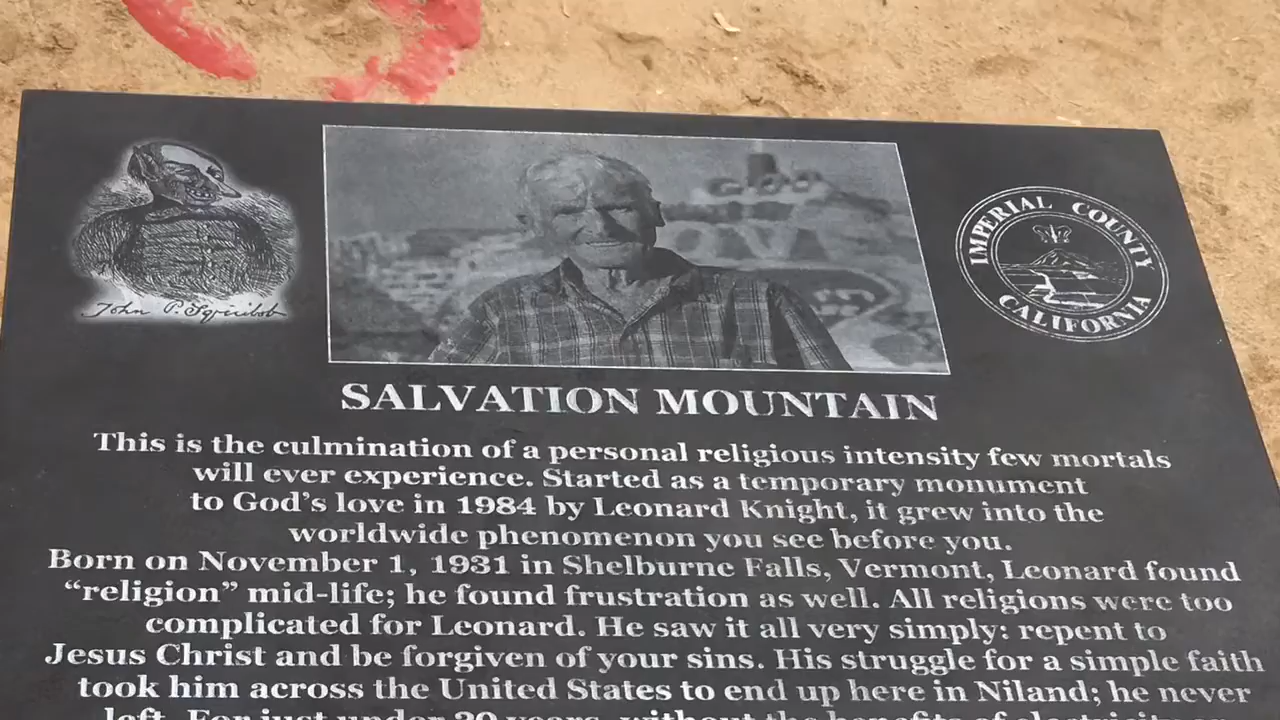 John P. Squibob
IMPERIAL COUNTY
CALIFORNIA
GOD
LOVE
SALVATION MOUNTAIN
This is the culmination of a personal religious intensity few mortals
will ever experience. Started as a temporary monument
to God's love in 1984 by Leonard Knight, it grew into the
worldwide phenomenon you see before you.
Born on November 1, 1931 in Shelburne Falls, Vermont, Leonard found
“religion” mid-life; he found frustration as well. All religions were too
complicated for Leonard. He saw it all very simply: repent to
Jesus Christ and be forgiven of your sins. His struggle for a simple faith
took him across the United States to end up here in Niland; he never
left. For just under 30 years, without the benefits of electricity